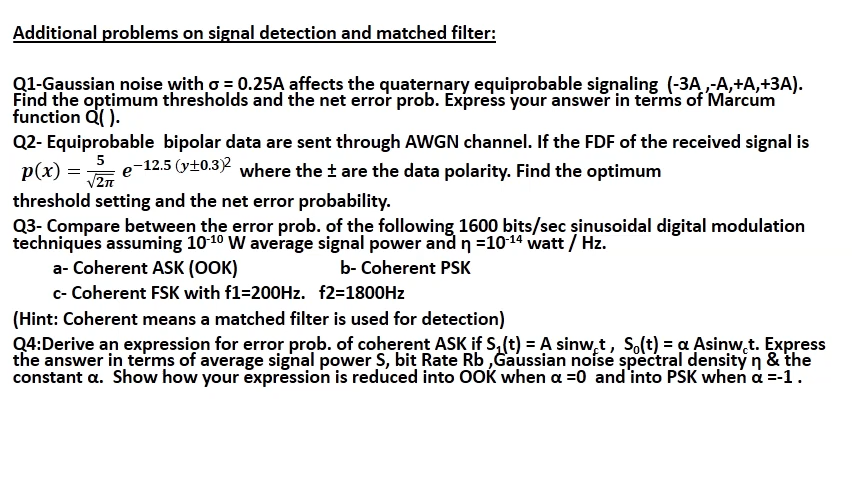 Additional problems on signal detection and matched filter:
Q1-Gaussian noise with σ = 0.25A affects the quaternary equiprobable signaling (-3A ,-A,+A,+3A).
Find the optimum thresholds and the net error prob. Express your answer in terms of Marcum
function Q( ).
Q2- Equiprobable bipolar data are sent through AWGN channel. If the FDF of the received signal is
p(x) = 5/√2π e^−12.5 (y±0.3)² where the ± are the data polarity. Find the optimum
threshold setting and the net error probability.
Q3- Compare between the error prob. of the following 1600 bits/sec sinusoidal digital modulation
techniques assuming 10⁻¹⁰ W average signal power and η =10⁻¹⁴ watt / Hz.
a- Coherent ASK (OOK) b- Coherent PSK
c- Coherent FSK with f1=200Hz. f2=1800Hz
(Hint: Coherent means a matched filter is used for detection)
Q4:Derive an expression for error prob. of coherent ASK if S₁(t) = A sinw_ct , S₀(t) = α Asinw_ct. Express
the answer in terms of average signal power S, bit Rate Rb ,Gaussian noise spectral density η & the
constant α. Show how your expression is reduced into OOK when α =0 and into PSK when α =-1 .